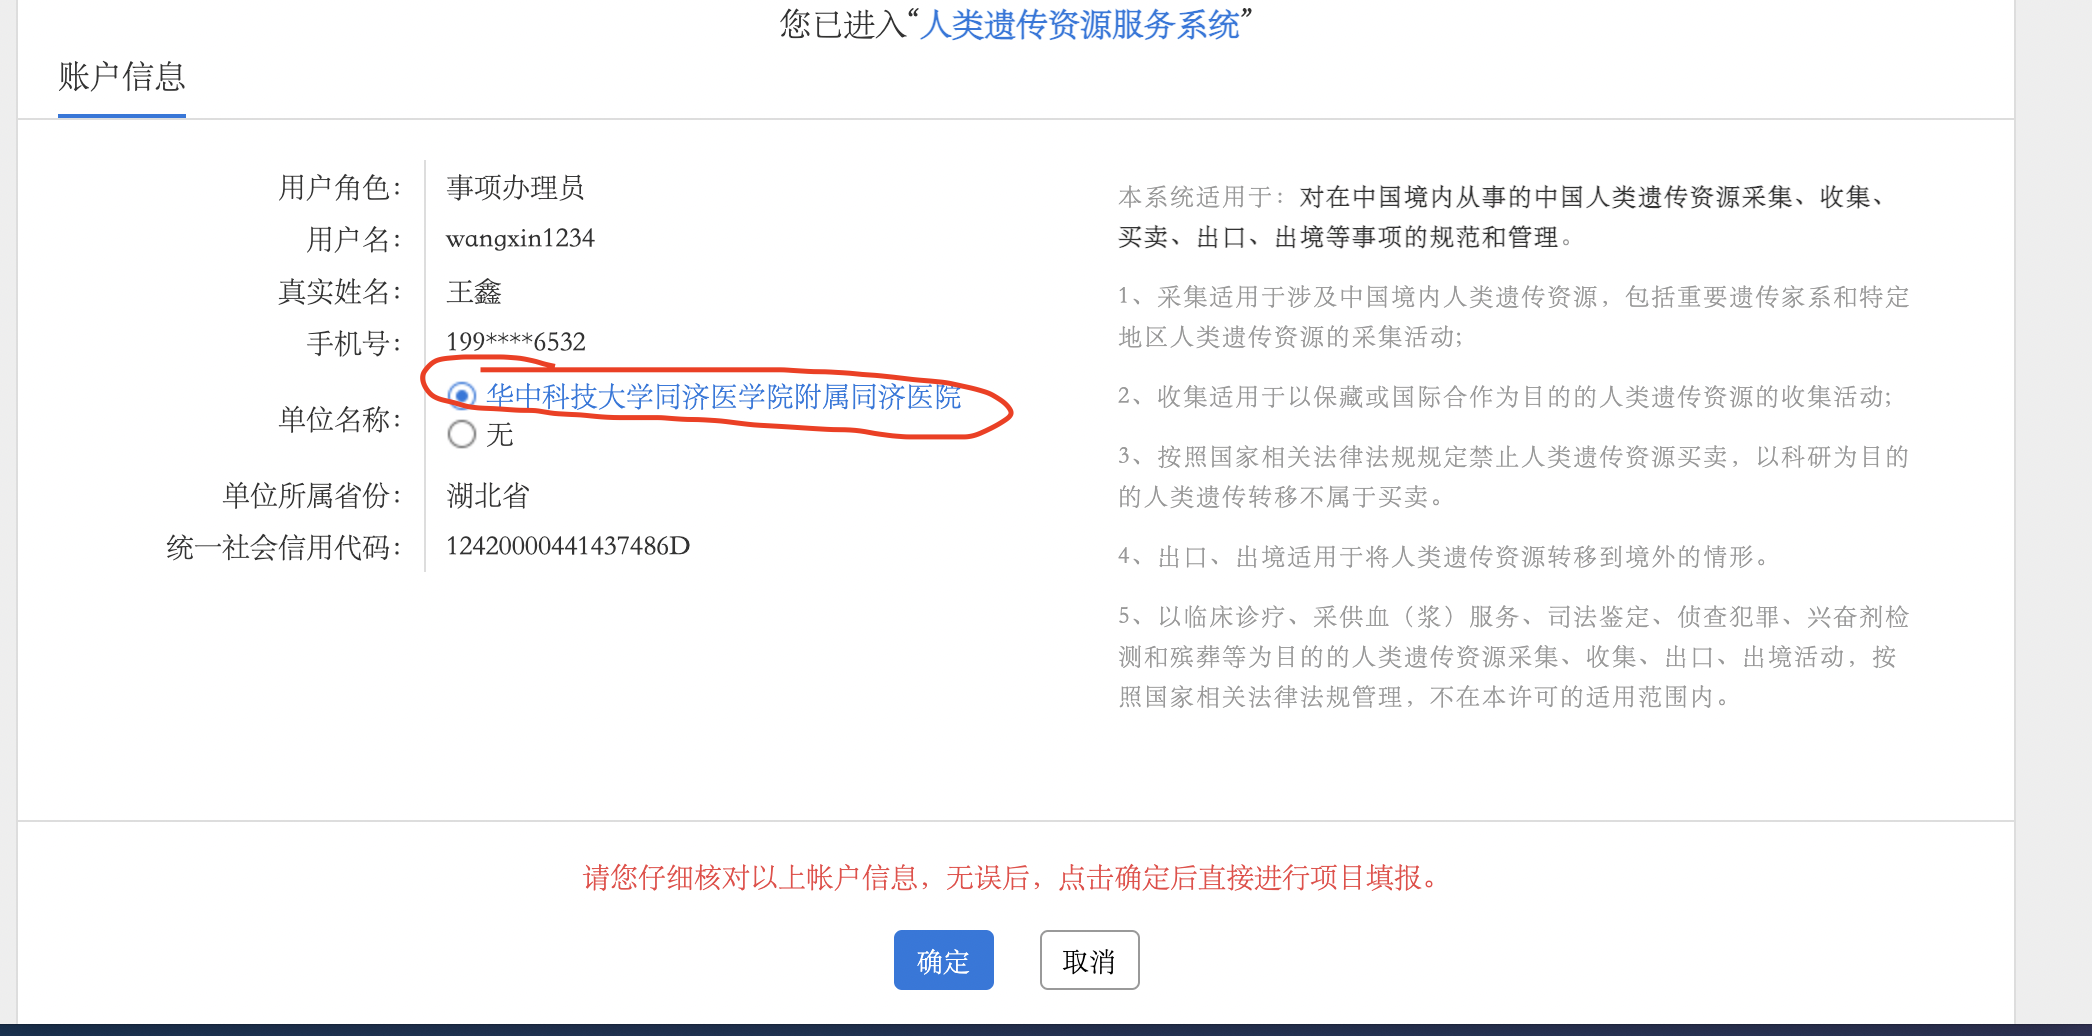 您已进入“人类遗传资源服务系统”
账户信息
用户角色： 事项办理员
用户名： wangxin1234
真实姓名： 王鑫
手机号： 199****6532
单位名称： 华中科技大学同济医学院附属同济医院
无
单位所属省份： 湖北省
统一社会信用代码： 12420000441437486D
本系统适用于：对在中国境内从事的中国人类遗传资源采集、收集、
买卖、出口、出境等事项的规范和管理。
1、采集适用于涉及中国境内人类遗传资源，包括重要遗传家系和特定
地区人类遗传资源的采集活动;
2、收集适用于以保藏或国际合作为目的的人类遗传资源的收集活动;
3、按照国家相关法律法规规定禁止人类遗传资源买卖，以科研为目的
的人类遗传转移不属于买卖。
4、出口、出境适用于将人类遗传资源转移到境外的情形。
5、以临床诊疗、采供血（浆）服务、司法鉴定、侦查犯罪、兴奋剂检
测和殡葬等为目的的人类遗传资源采集、收集、出口、出境活动，按
照国家相关法律法规管理，不在本许可的适用范围内。
请您仔细核对以上帐户信息，无误后，点击确定后直接进行项目填报。
确定 取消